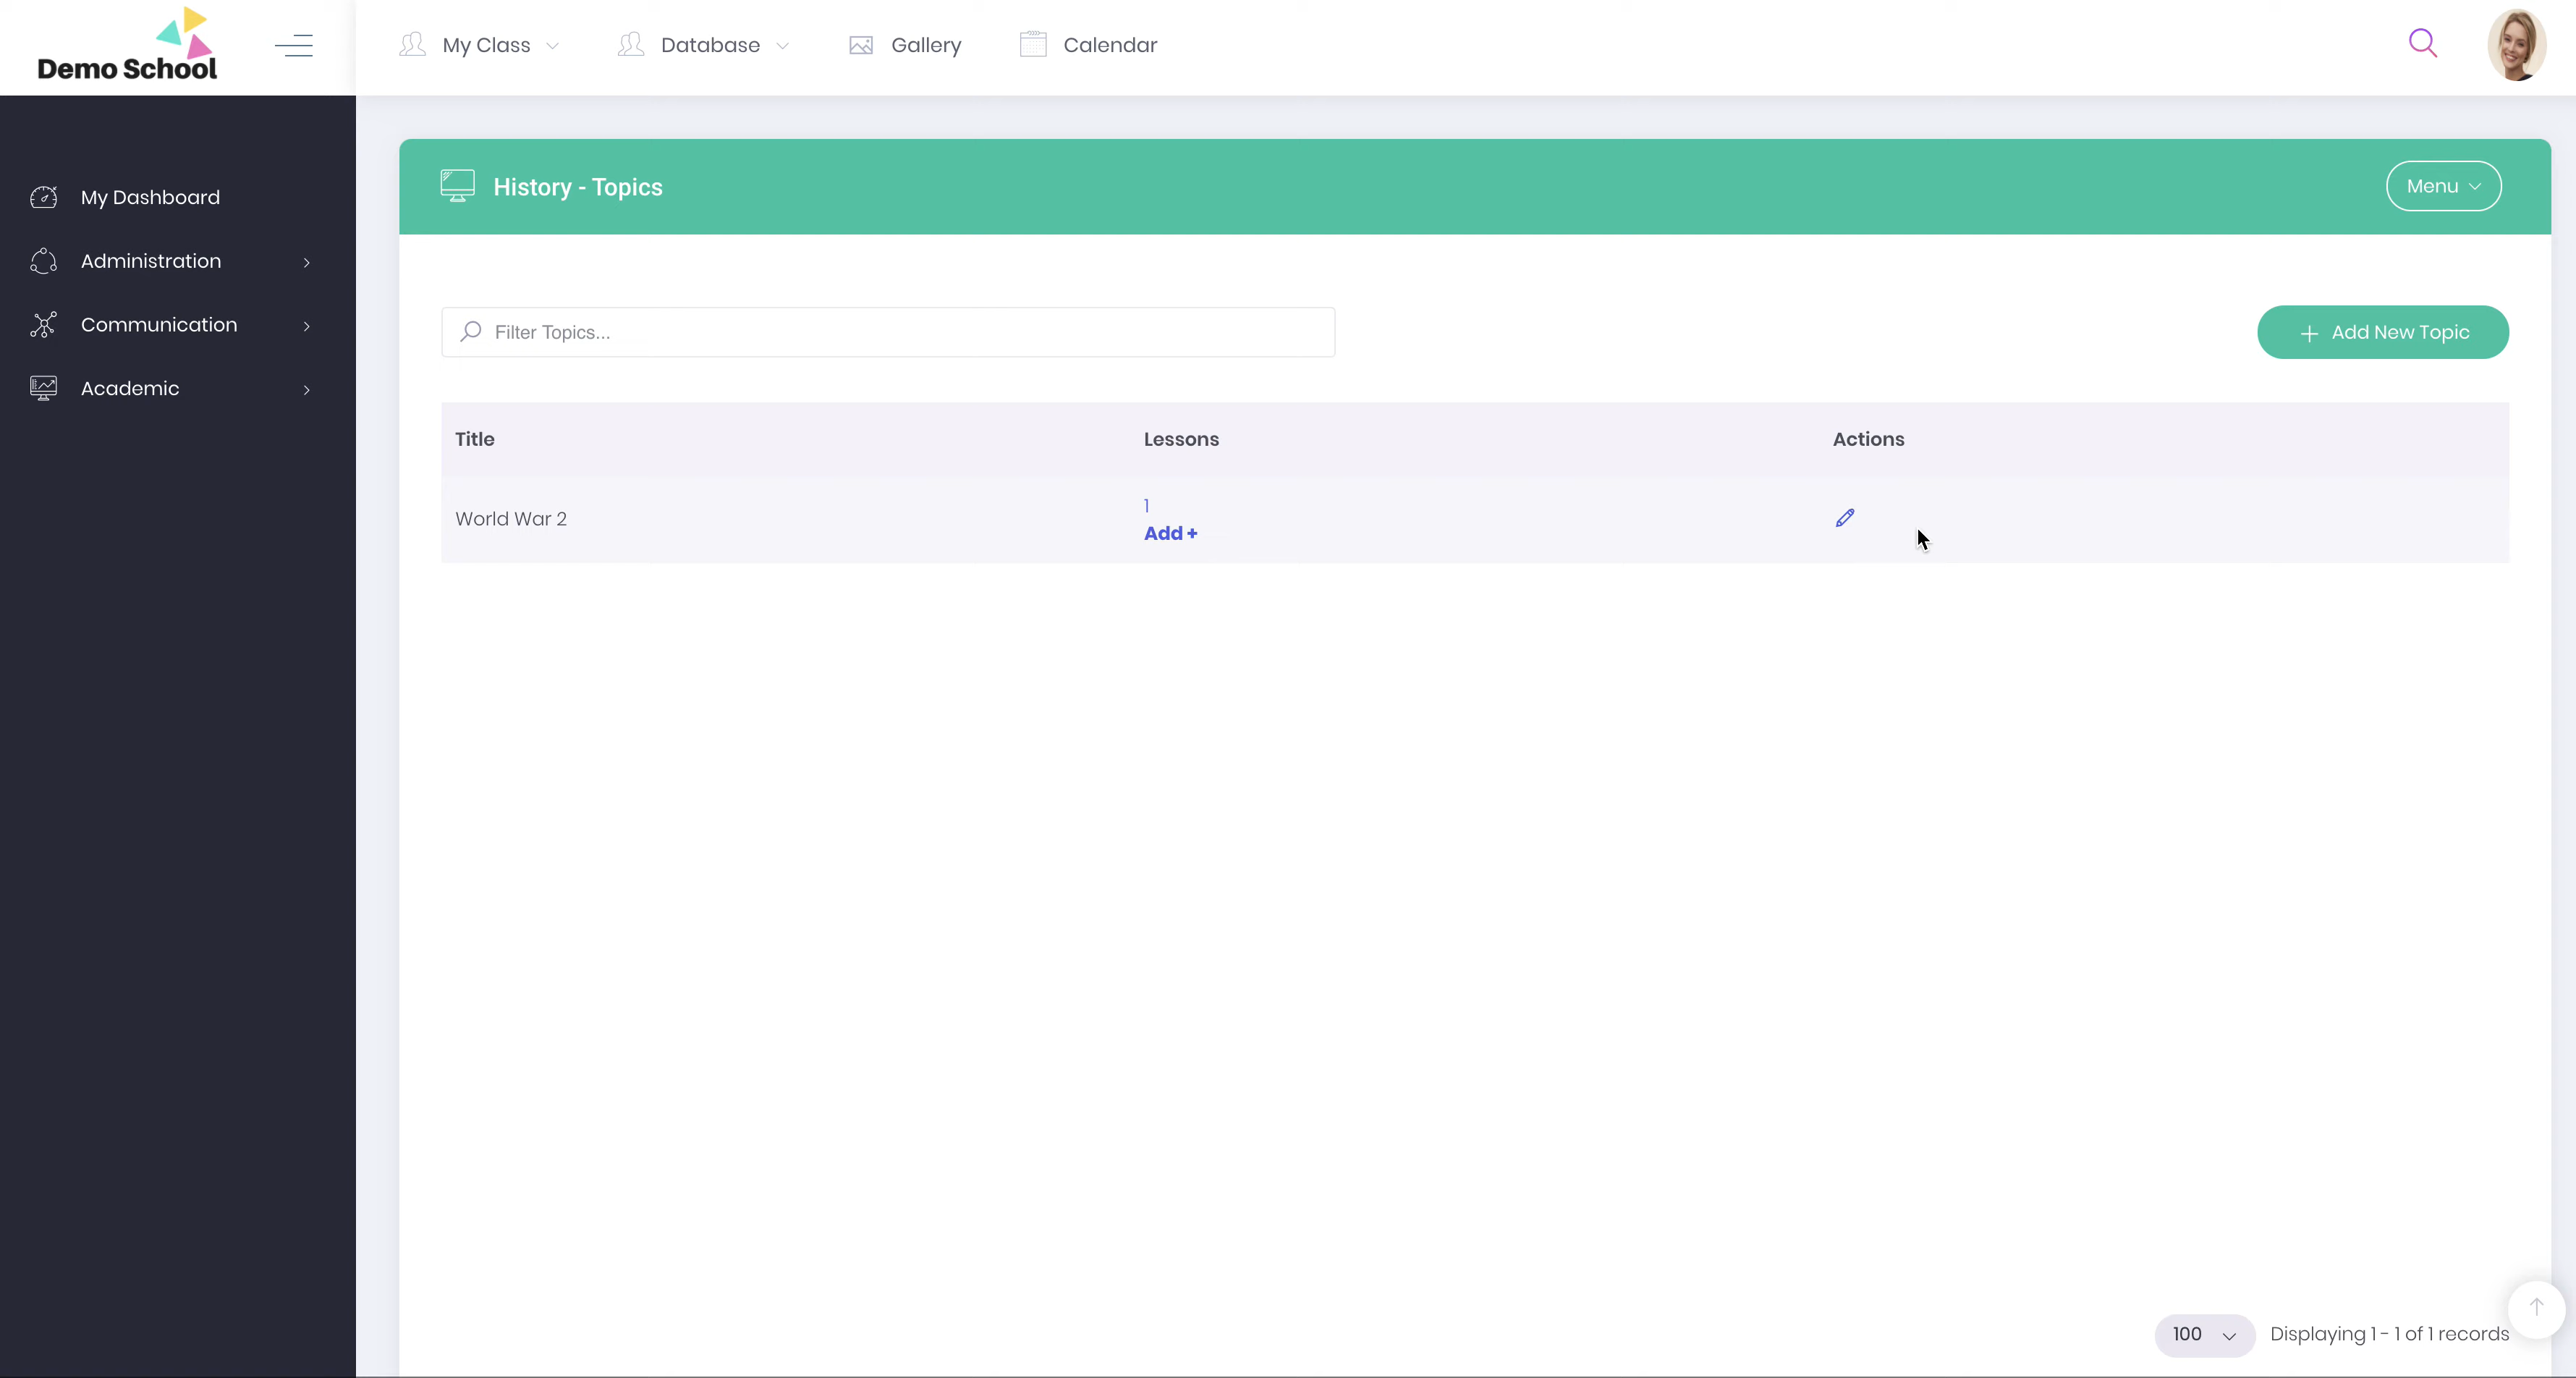 Demo School
My Class
Database
Gallery
Calendar
My Dashboard
Administration
Communication
Academic
History - Topics
Menu
Filter Topics...
Add New Topic
Title Lessons Actions
World War 2
1
Add +
100
Displaying 1 - 1 of 1 records